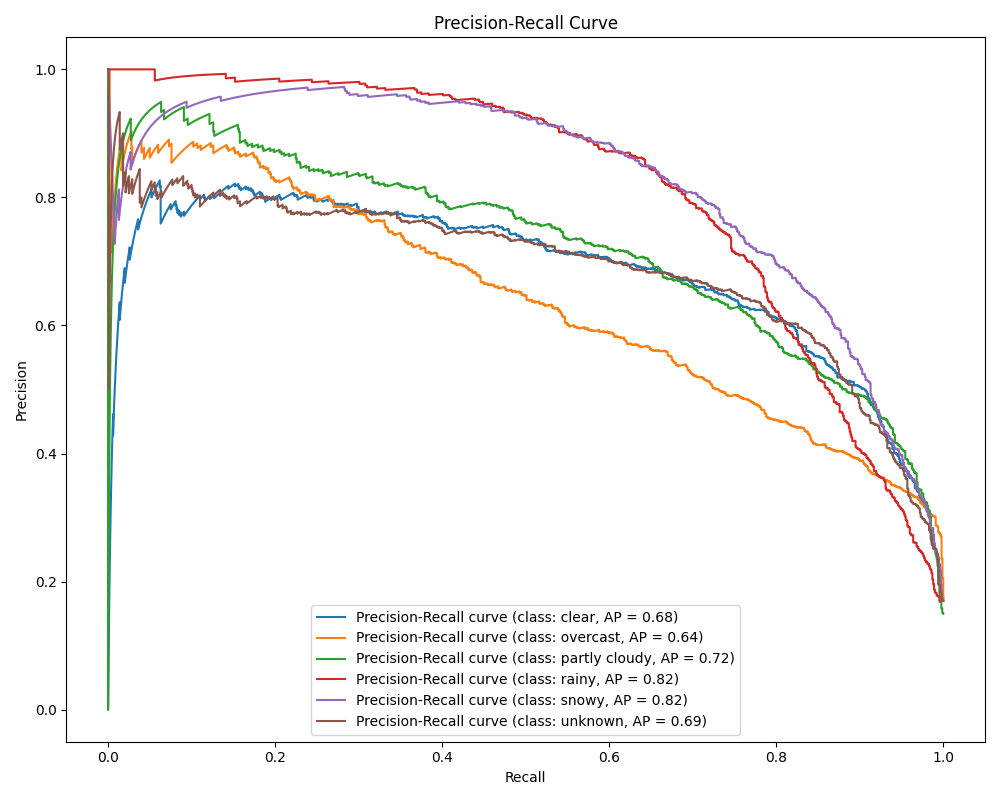 Precision-Recall Curve
Precision
1.0
0.8
0.6
0.4
0.2
0.0
Precision-Recall curve (class: clear, AP = 0.68)
Precision-Recall curve (class: overcast, AP = 0.64)
Precision-Recall curve (class: partly cloudy, AP = 0.72)
Precision-Recall curve (class: rainy, AP = 0.82)
Precision-Recall curve (class: snowy, AP = 0.82)
Precision-Recall curve (class: unknown, AP = 0.69)
0.0 0.2 0.4 0.6 0.8 1.0
Recall